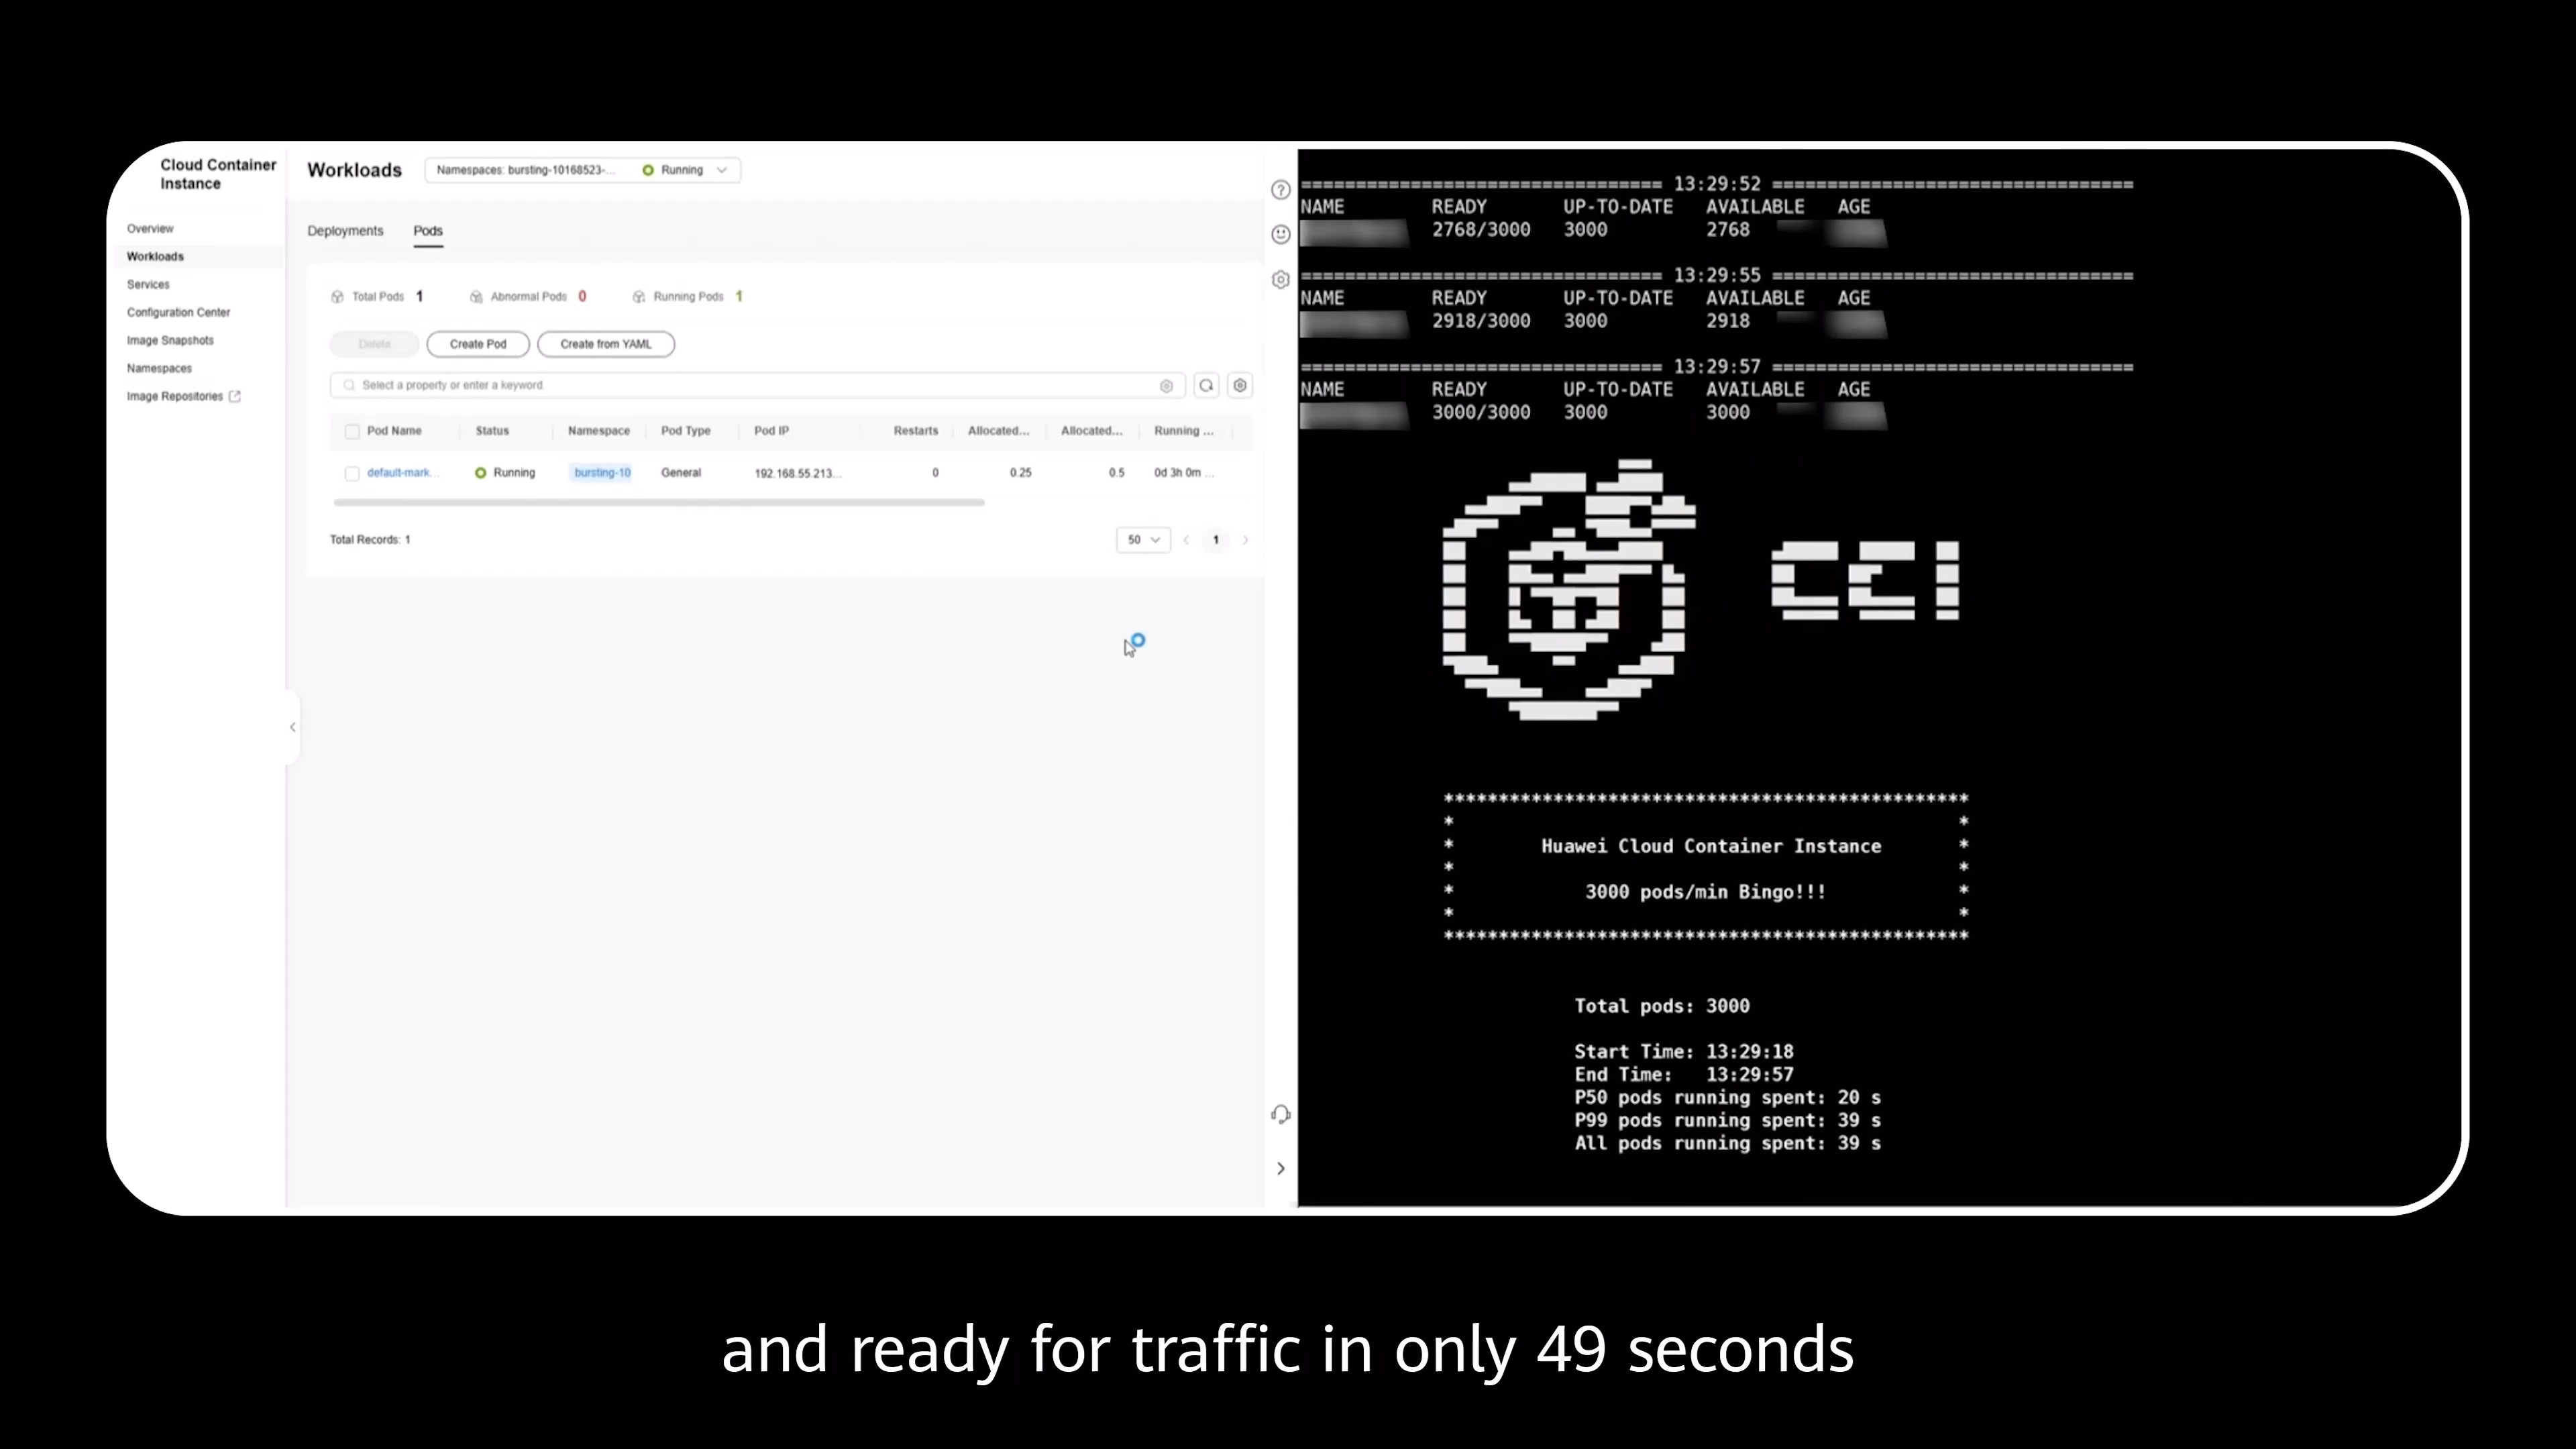 Cloud Container
Instance
Overview
Workloads
Services
Configuration Center
Image Snapshots
Namespaces
Image Repositories
Workloads
Namespaces: bursting-10168523-... Running
Deployments Pods
Total Pods 1 Abnormal Pods 0 Running Pods 1
Delete Create Pod Create from YAML
Select a property or enter a keyword.
Pod Name Status Namespace Pod Type Pod IP Restarts Allocated... Allocated... Running ...
default-mark... Running bursting-10 General 192.168.55.213... 0 0.25 0.5 0d 3h 0m ...
Total Records: 1
50 1
================================= 13:29:52 =================================
NAME READY UP-TO-DATE AVAILABLE AGE
2768/3000 3000 2768
================================= 13:29:55 =================================
NAME READY UP-TO-DATE AVAILABLE AGE
2918/3000 3000 2918
================================= 13:29:57 =================================
NAME READY UP-TO-DATE AVAILABLE AGE
3000/3000 3000 3000
CCI
************************************************
* *
* Huawei Cloud Container Instance *
* *
* 3000 pods/min Bingo!!! *
* *
************************************************
Total pods: 3000
Start Time: 13:29:18
End Time: 13:29:57
P50 pods running spent: 20 s
P99 pods running spent: 39 s
All pods running spent: 39 s
and ready for traffic in only 49 seconds